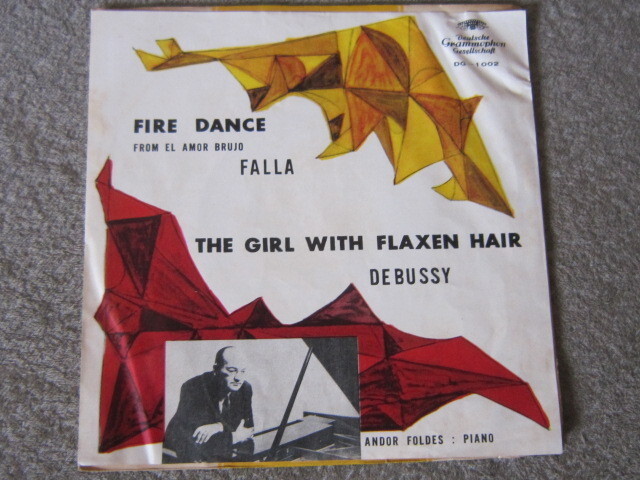 Deutsche
Grammophon
Gesellschaft
DG-1002
FIRE DANCE
FROM EL AMOR BRUJO
FALLA
THE GIRL WITH FLAXEN HAIR
DEBUSSY
ANDOR FOLDES : PIANO